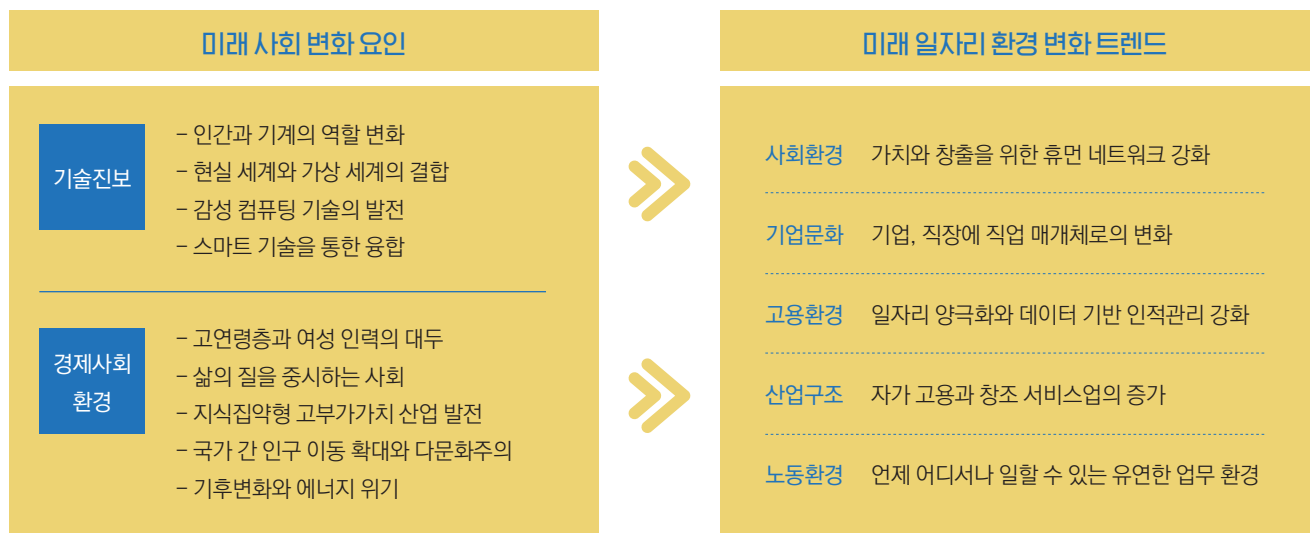 미래 사회 변화 요인
기술진보
– 인간과 기계의 역할 변화
– 현실 세계와 가상 세계의 결합
– 감성 컴퓨팅 기술의 발전
– 스마트 기술을 통한 융합
경제사회
환경
– 고연령층과 여성 인력의 대두
– 삶의 질을 중시하는 사회
– 지식집약형 고부가가치 산업 발전
– 국가 간 인구 이동 확대와 다문화주의
– 기후변화와 에너지 위기
미래 일자리 환경 변화 트렌드
사회환경 가치와 창출을 위한 휴먼 네트워크 강화
기업문화 기업, 직장에 직업 매개체로의 변화
고용환경 일자리 양극화와 데이터 기반 인적관리 강화
산업구조 자가 고용과 창조 서비스업의 증가
노동환경 언제 어디서나 일할 수 있는 유연한 업무 환경